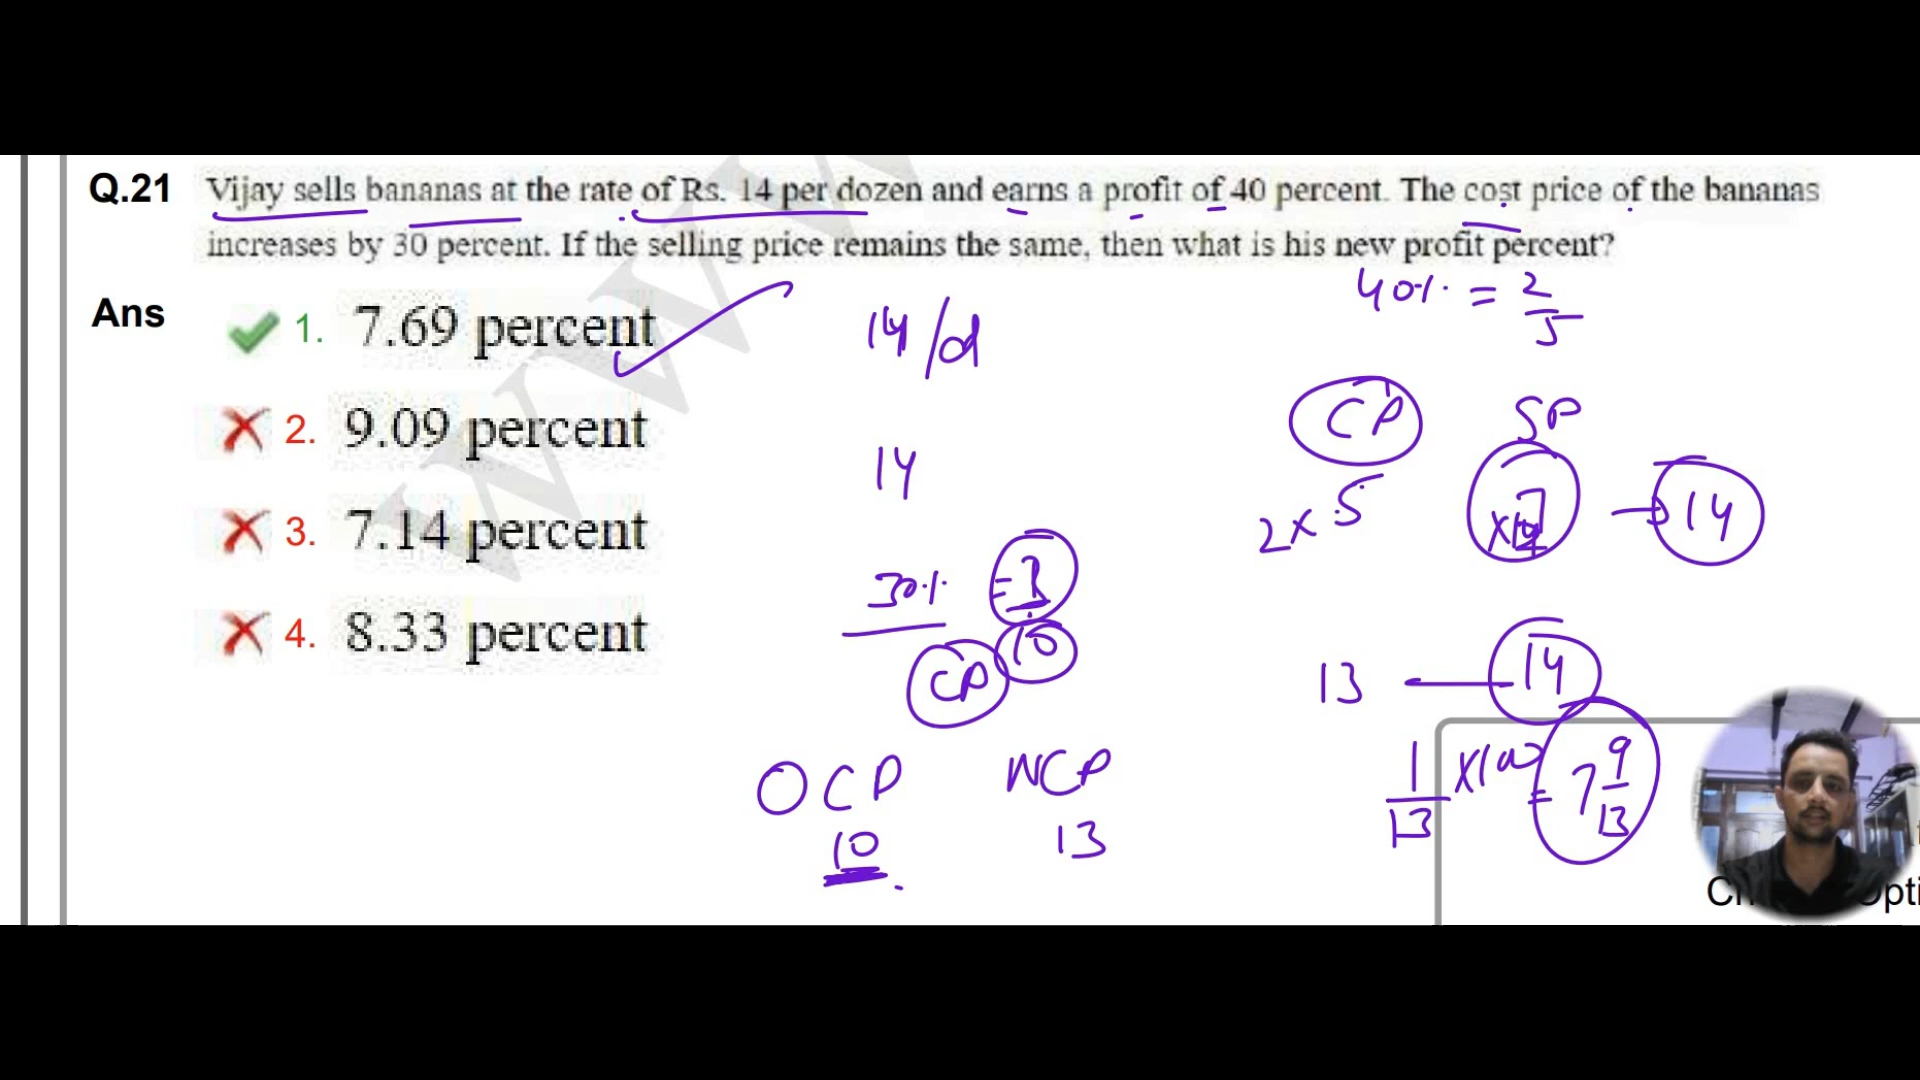 Q.21 Vijay sells bananas at the rate of Rs. 14 per dozen and earns a profit of 40 percent. The cost price of the bananas
increases by 30 percent. If the selling price remains the same, then what is his new profit percent?
Ans
1. 7.69 percent
2. 9.09 percent
3. 7.14 percent
4. 8.33 percent
40% = 2/5
14/d
CP SP
14
2 x 5 7 → 14
30% = 3/10
CP
13 — 14
OCP NCP
10 13
1/13 x100 = 7 9/13